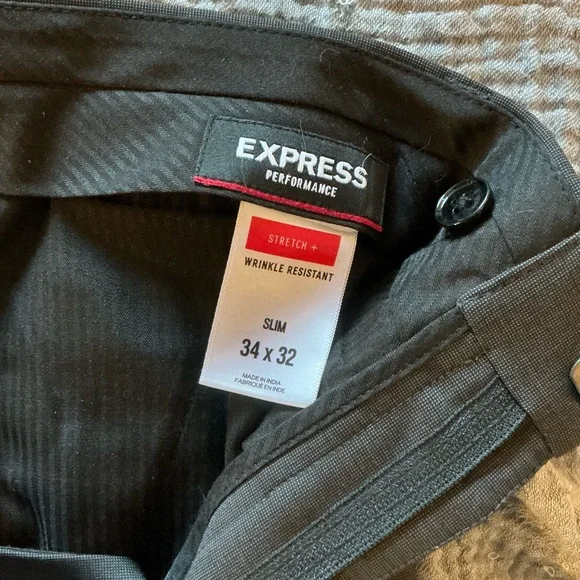 EXPRESS
PERFORMANCE
STRETCH +
WRINKLE RESISTANT
SLIM
34 x 32
MADE IN INDIA
FABRIQUÉ EN INDE